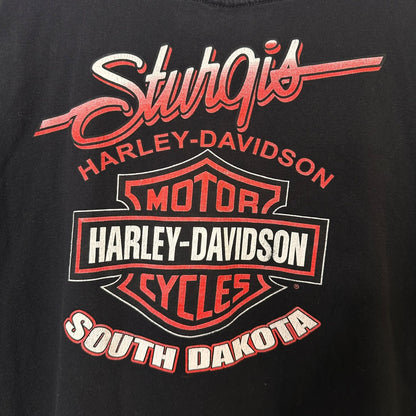 Sturgis
HARLEY-DAVIDSON
MOTOR
HARLEY-DAVIDSON
CYCLES
®
SOUTH DAKOTA